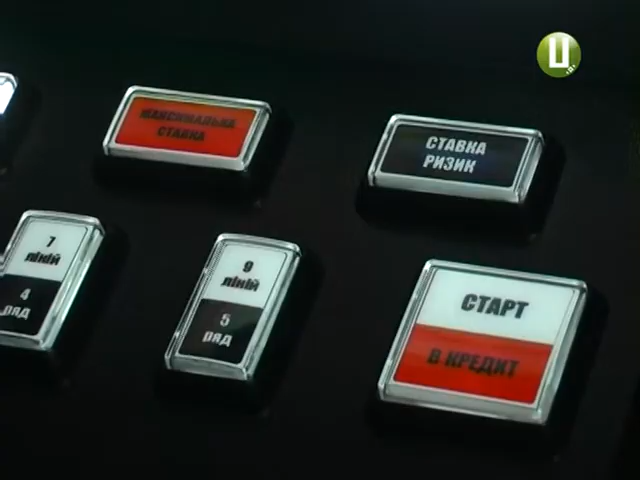 Ц
МАКСИМАЛЬНА
СТАВКА
СТАВКА
РИЗИК
7
ліній
4
ряд
9
ліній
5
ряд
СТАРТ
В КРЕДИТ